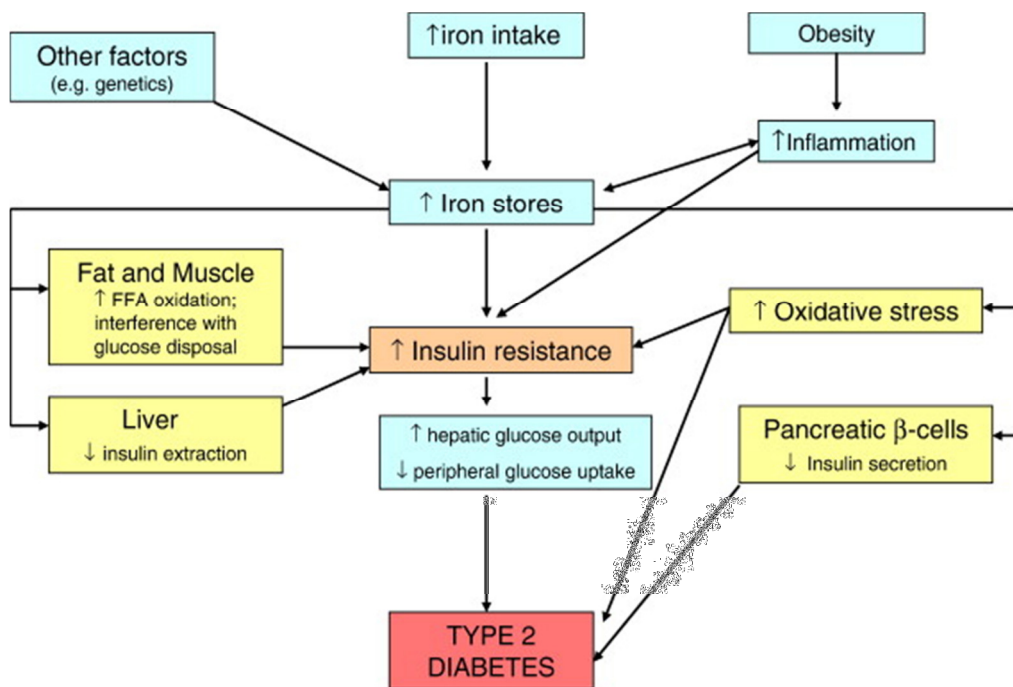 Other factors
(e.g. genetics)
↑iron intake
Obesity
↑Inflammation
↑ Iron stores
Fat and Muscle
↑ FFA oxidation;
interference with
glucose disposal
↑ Oxidative stress
↑ Insulin resistance
Liver
↓ insulin extraction
↑ hepatic glucose output
↓ peripheral glucose uptake
Pancreatic β-cells
↓ Insulin secretion
TYPE 2
DIABETES